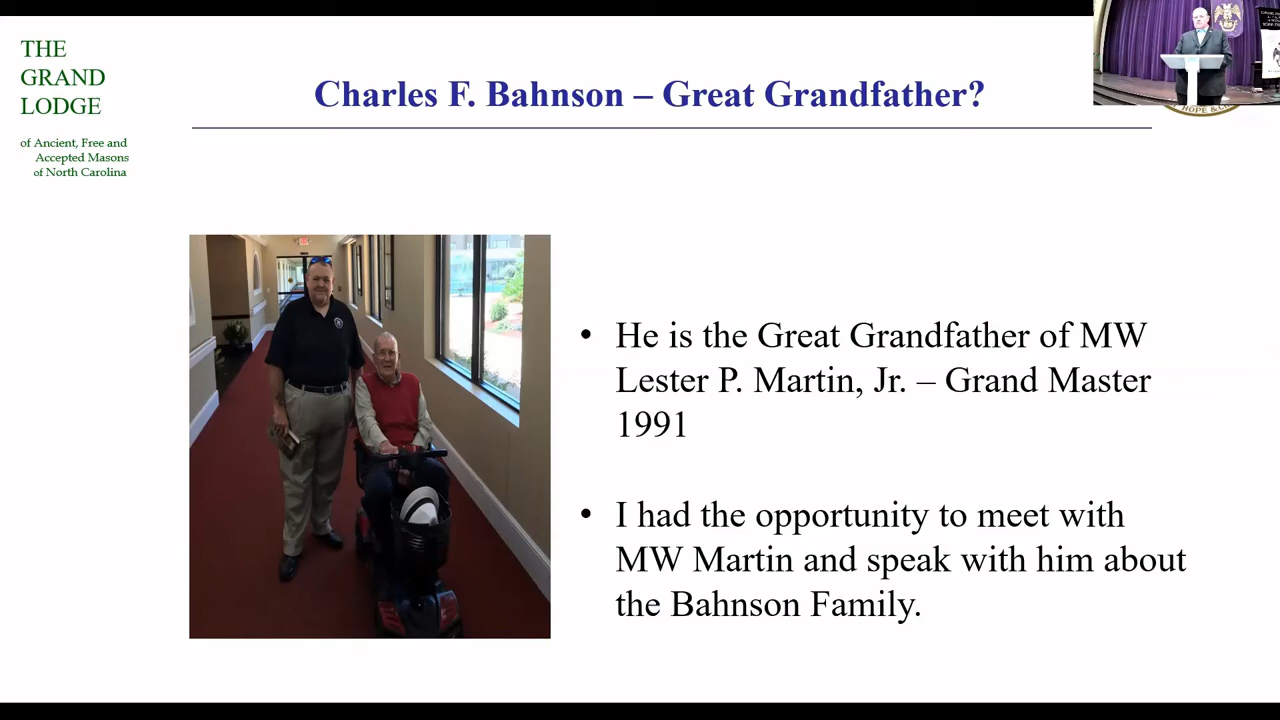 THE
GRAND
LODGE
of Ancient, Free and
Accepted Masons
of North Carolina
Charles F. Bahnson – Great Grandfather?
HOPE &
• He is the Great Grandfather of MW
Lester P. Martin, Jr. – Grand Master
1991
• I had the opportunity to meet with
MW Martin and speak with him about
the Bahnson Family.